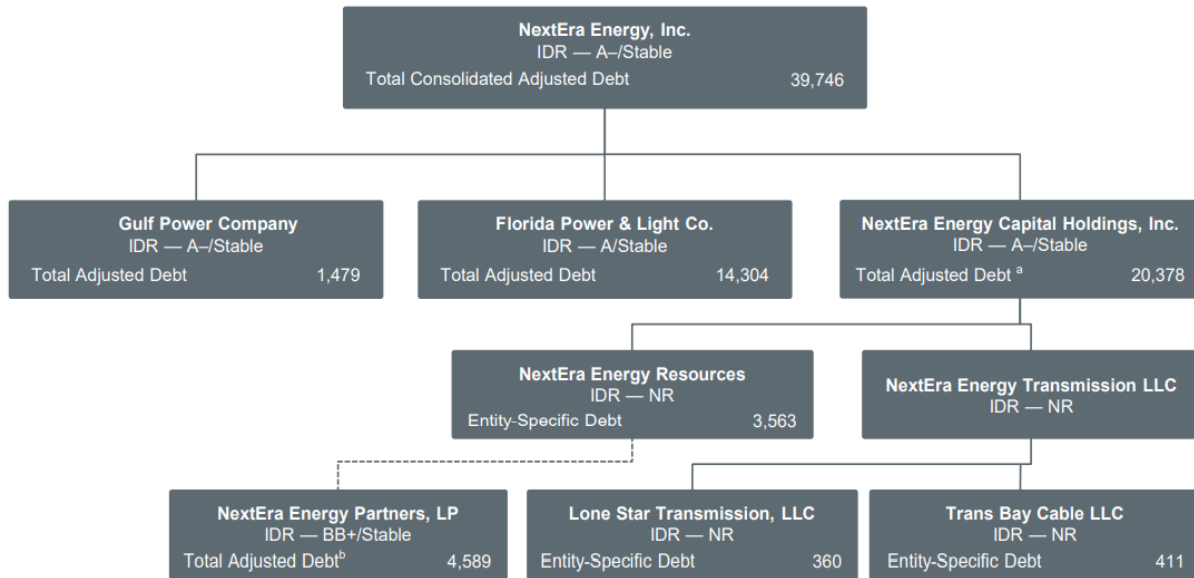 NextEra Energy, Inc.
IDR — A–/Stable
Total Consolidated Adjusted Debt 39,746
Gulf Power Company
IDR — A–/Stable
Total Adjusted Debt 1,479
Florida Power & Light Co.
IDR — A/Stable
Total Adjusted Debt 14,304
NextEra Energy Capital Holdings, Inc.
IDR — A–/Stable
Total Adjusted Debt a 20,378
NextEra Energy Resources
IDR — NR
Entity-Specific Debt 3,563
NextEra Energy Transmission LLC
IDR — NR
NextEra Energy Partners, LP
IDR — BB+/Stable
Total Adjusted Debtb 4,589
Lone Star Transmission, LLC
IDR — NR
Entity-Specific Debt 360
Trans Bay Cable LLC
IDR — NR
Entity-Specific Debt 411